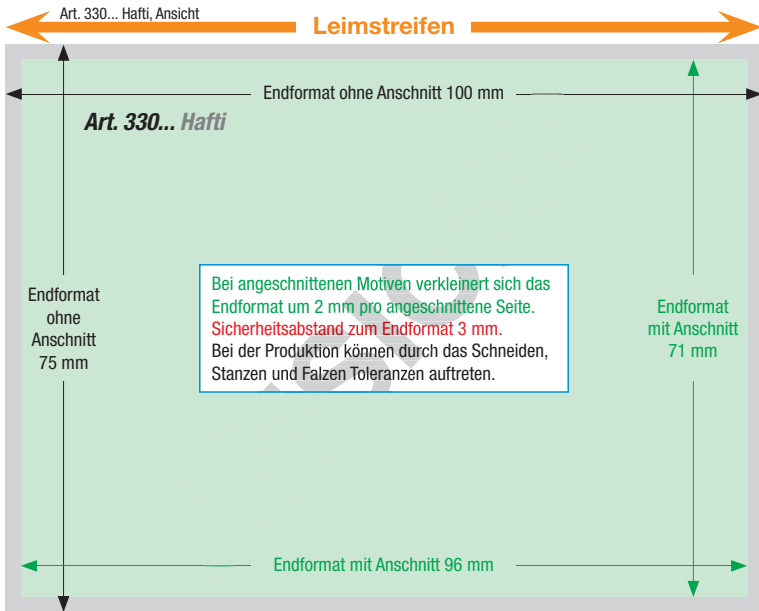 Art. 330... Hafti, Ansicht
Leimstreifen
Endformat ohne Anschnitt 100 mm
Art. 330... Hafti
Bei angeschnittenen Motiven verkleinert sich das
Endformat um 2 mm pro angeschnittene Seite.
Sicherheitsabstand zum Endformat 3 mm.
Bei der Produktion können durch das Schneiden,
Stanzen und Falzen Toleranzen auftreten.
Endformat
ohne
Anschnitt
75 mm
Endformat
mit Anschnitt
71 mm
Endformat mit Anschnitt 96 mm